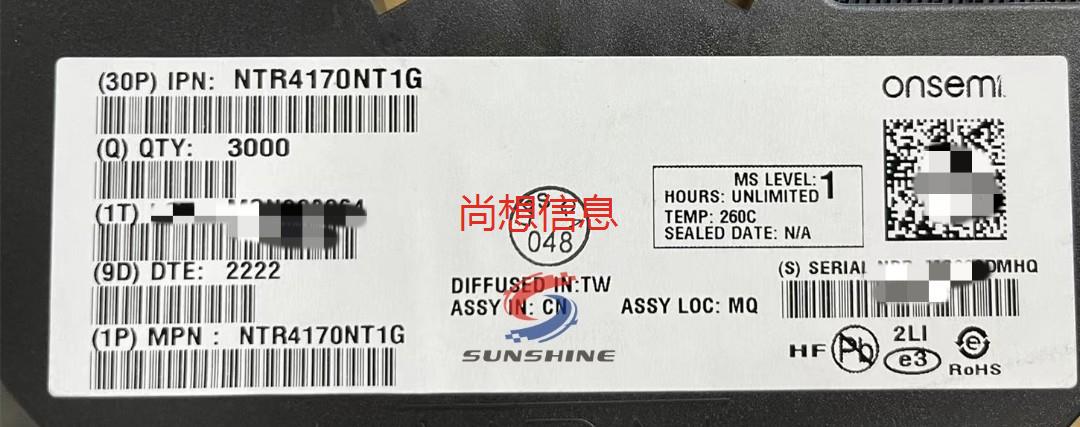 (30P) IPN: NTR4170NT1G
onsemi
(Q) QTY: 3000
MS LEVEL: 1
HOURS: UNLIMITED
TEMP: 260C
SEALED DATE: N/A
(1T)
尚想信息
048
(9D) DTE: 2222
(S) SERIAL
DMHQ
DIFFUSED IN:TW
ASSY IN: CN
ASSY LOC: MQ
(1P) MPN : NTR4170NT1G
SUNSHINE
HF
Pb
2LI
e3
e
RoHS